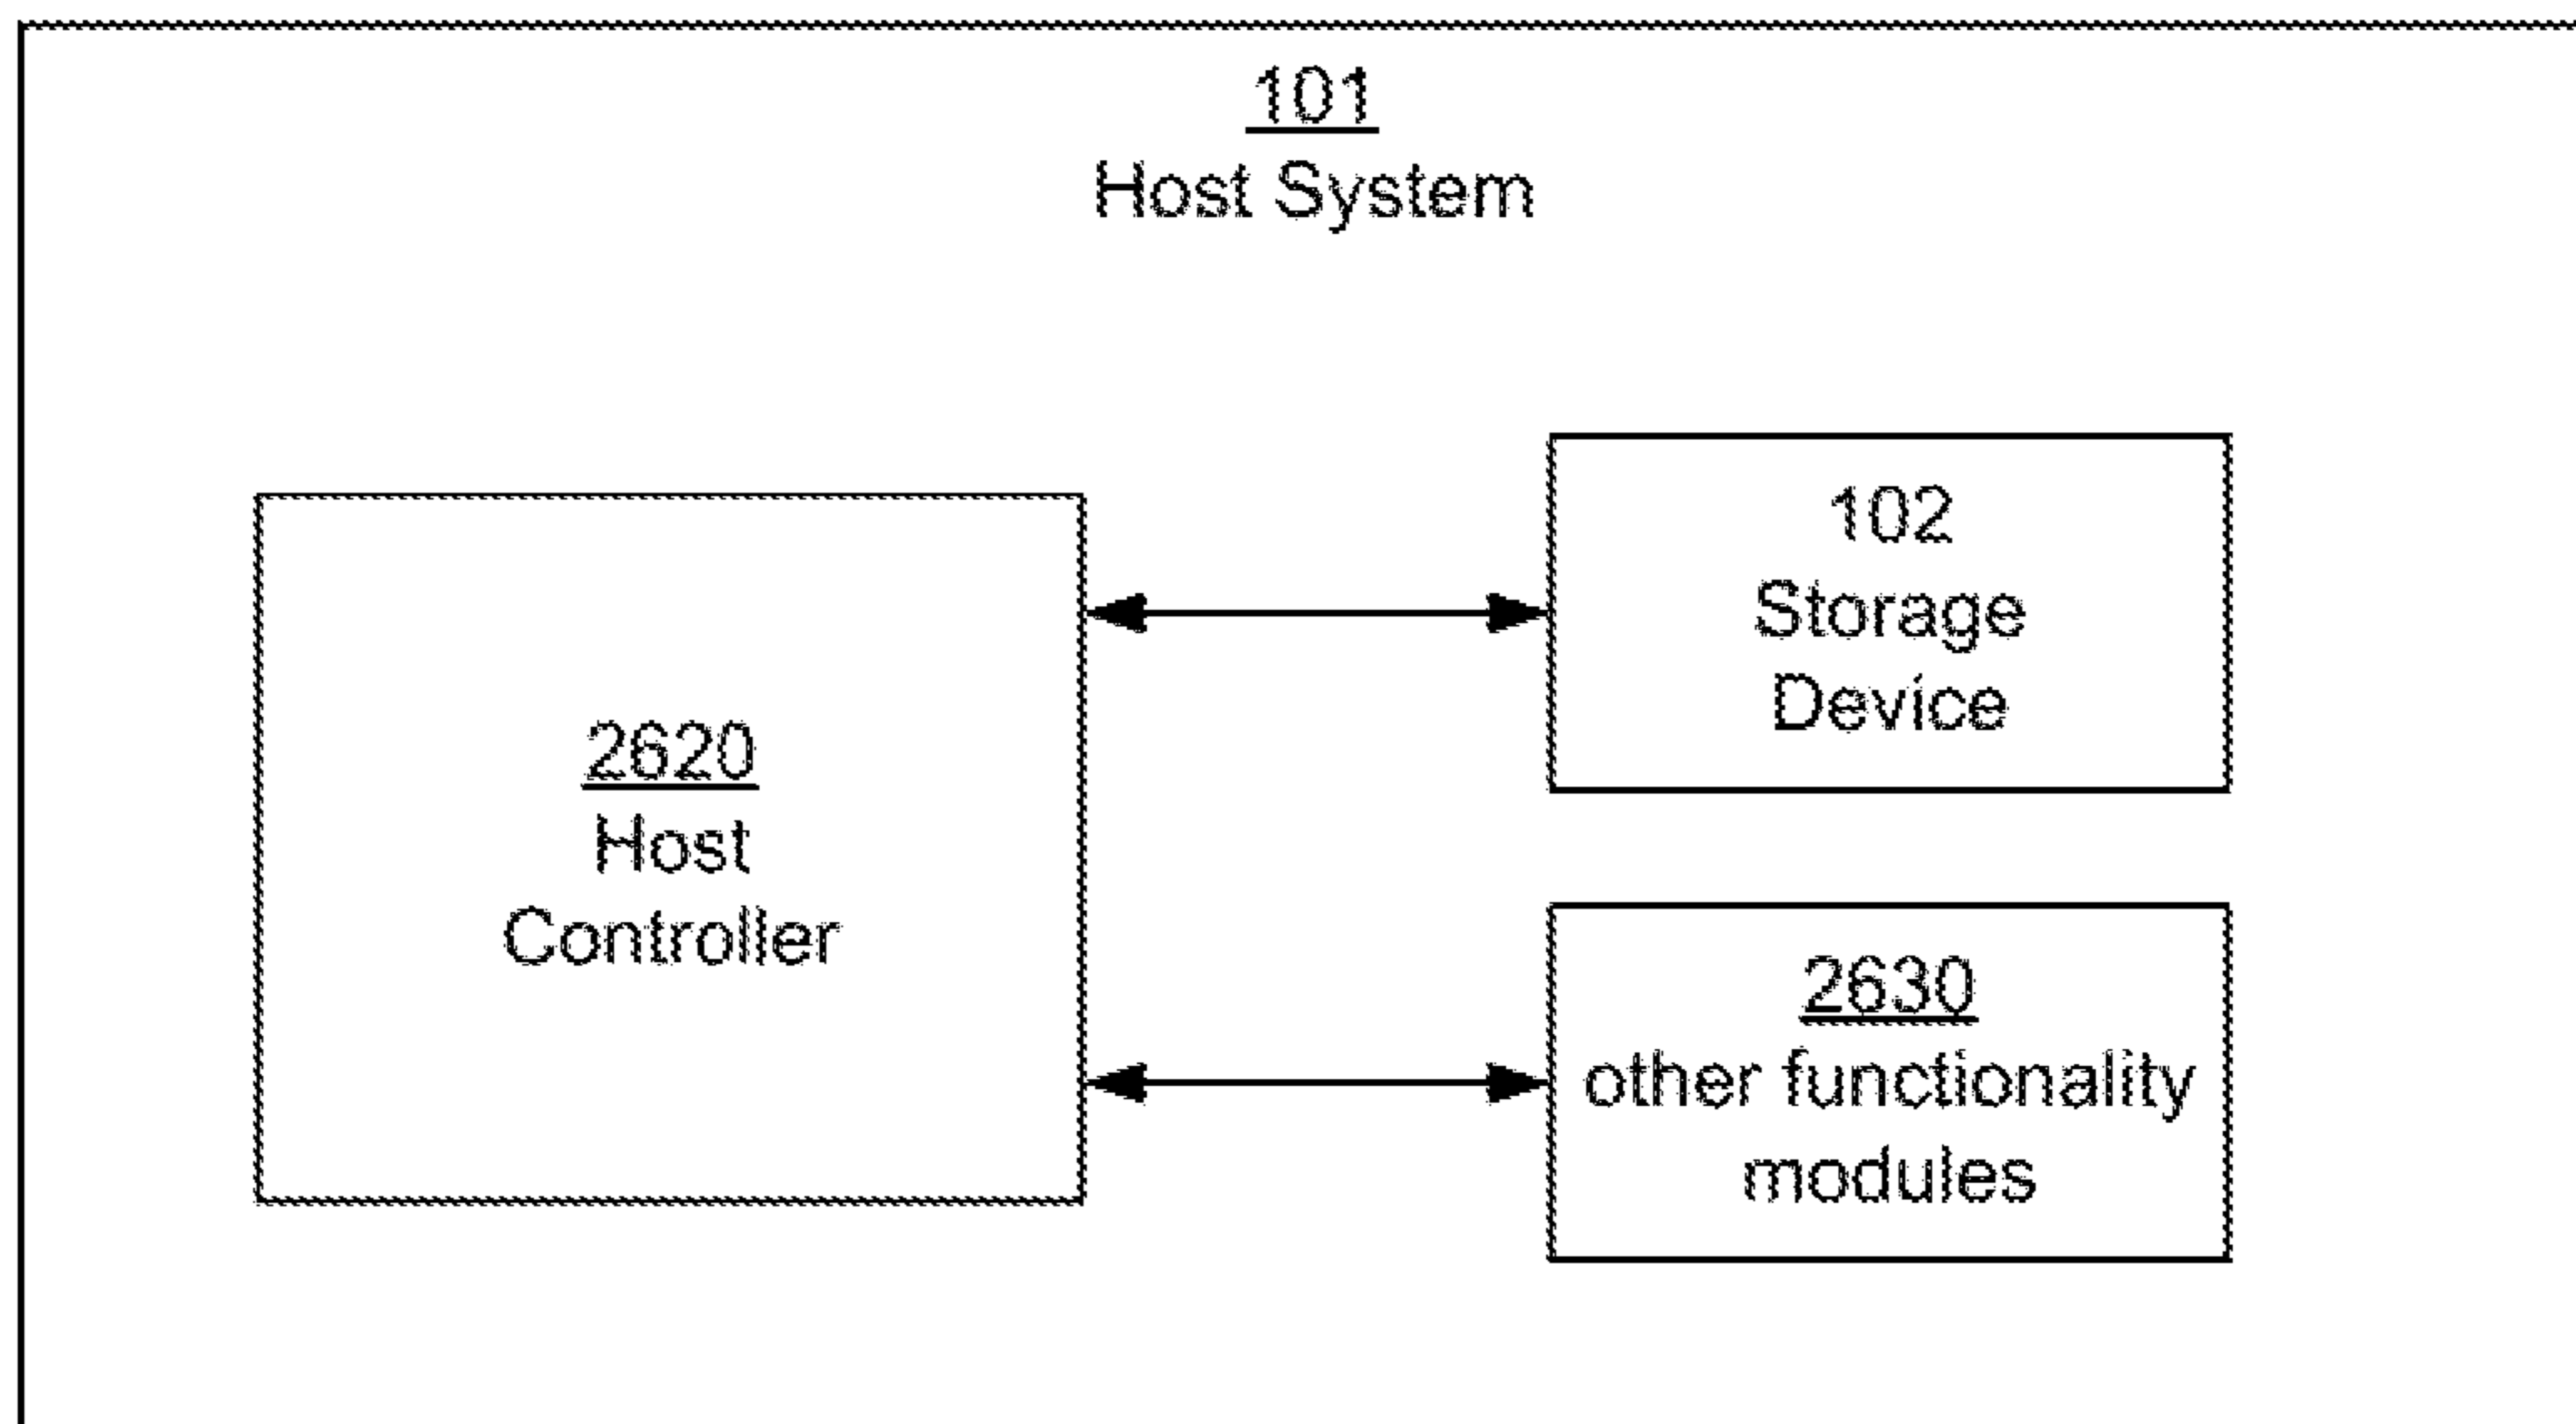 101
Host System
2620
Host
Controller
102
Storage
Device
2630
other functionality
modules